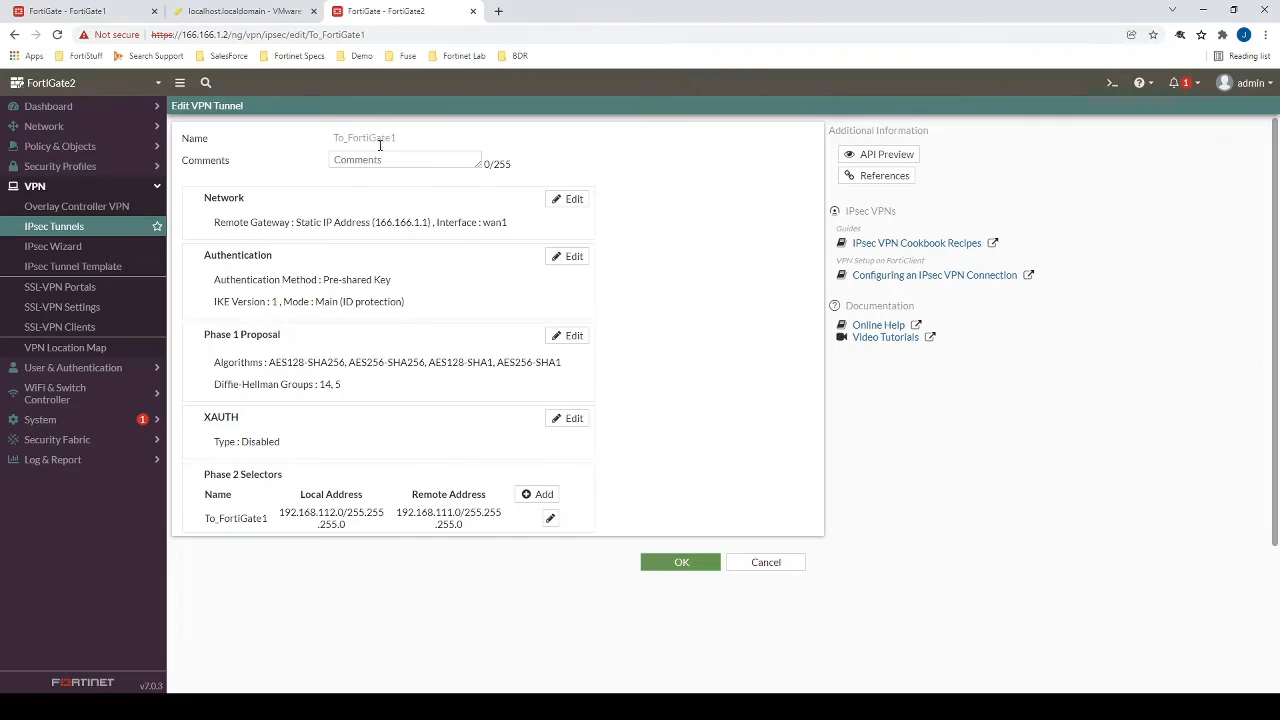 FortiGate - FortiGate1
localhost.localdomain - VMware
FortiGate - FortiGate2
Not secure
https://166.166.1.2/ng/vpn/ipsec/edit/To_FortiGate1
Apps
FortiStuff
Search Support
SalesForce
Fortinet Specs
Demo
Fuse
Fortinet Lab
BDR
Reading list
FortiGate2
1
admin
Dashboard
Network
Policy & Objects
Security Profiles
VPN
Overlay Controller VPN
IPsec Tunnels
IPsec Wizard
IPsec Tunnel Template
SSL-VPN Portals
SSL-VPN Settings
SSL-VPN Clients
VPN Location Map
User & Authentication
WiFi & Switch
Controller
System
1
Security Fabric
Log & Report
FORTINET
v7.0.3
Edit VPN Tunnel
Name
To_FortiGate1
Comments
Comments
0/255
Network
Edit
Remote Gateway : Static IP Address (166.166.1.1) , Interface : wan1
Authentication
Edit
Authentication Method : Pre-shared Key
IKE Version : 1 , Mode : Main (ID protection)
Phase 1 Proposal
Edit
Algorithms : AES128-SHA256, AES256-SHA256, AES128-SHA1, AES256-SHA1
Diffie-Hellman Groups : 14, 5
XAUTH
Edit
Type : Disabled
Phase 2 Selectors
Name
Local Address
Remote Address
Add
To_FortiGate1
192.168.112.0/255.255
.255.0
192.168.111.0/255.255
.255.0
OK
Cancel
Additional Information
API Preview
References
IPsec VPNs
Guides
IPsec VPN Cookbook Recipes
VPN Setup on FortiClient
Configuring an IPsec VPN Connection
Documentation
Online Help
Video Tutorials